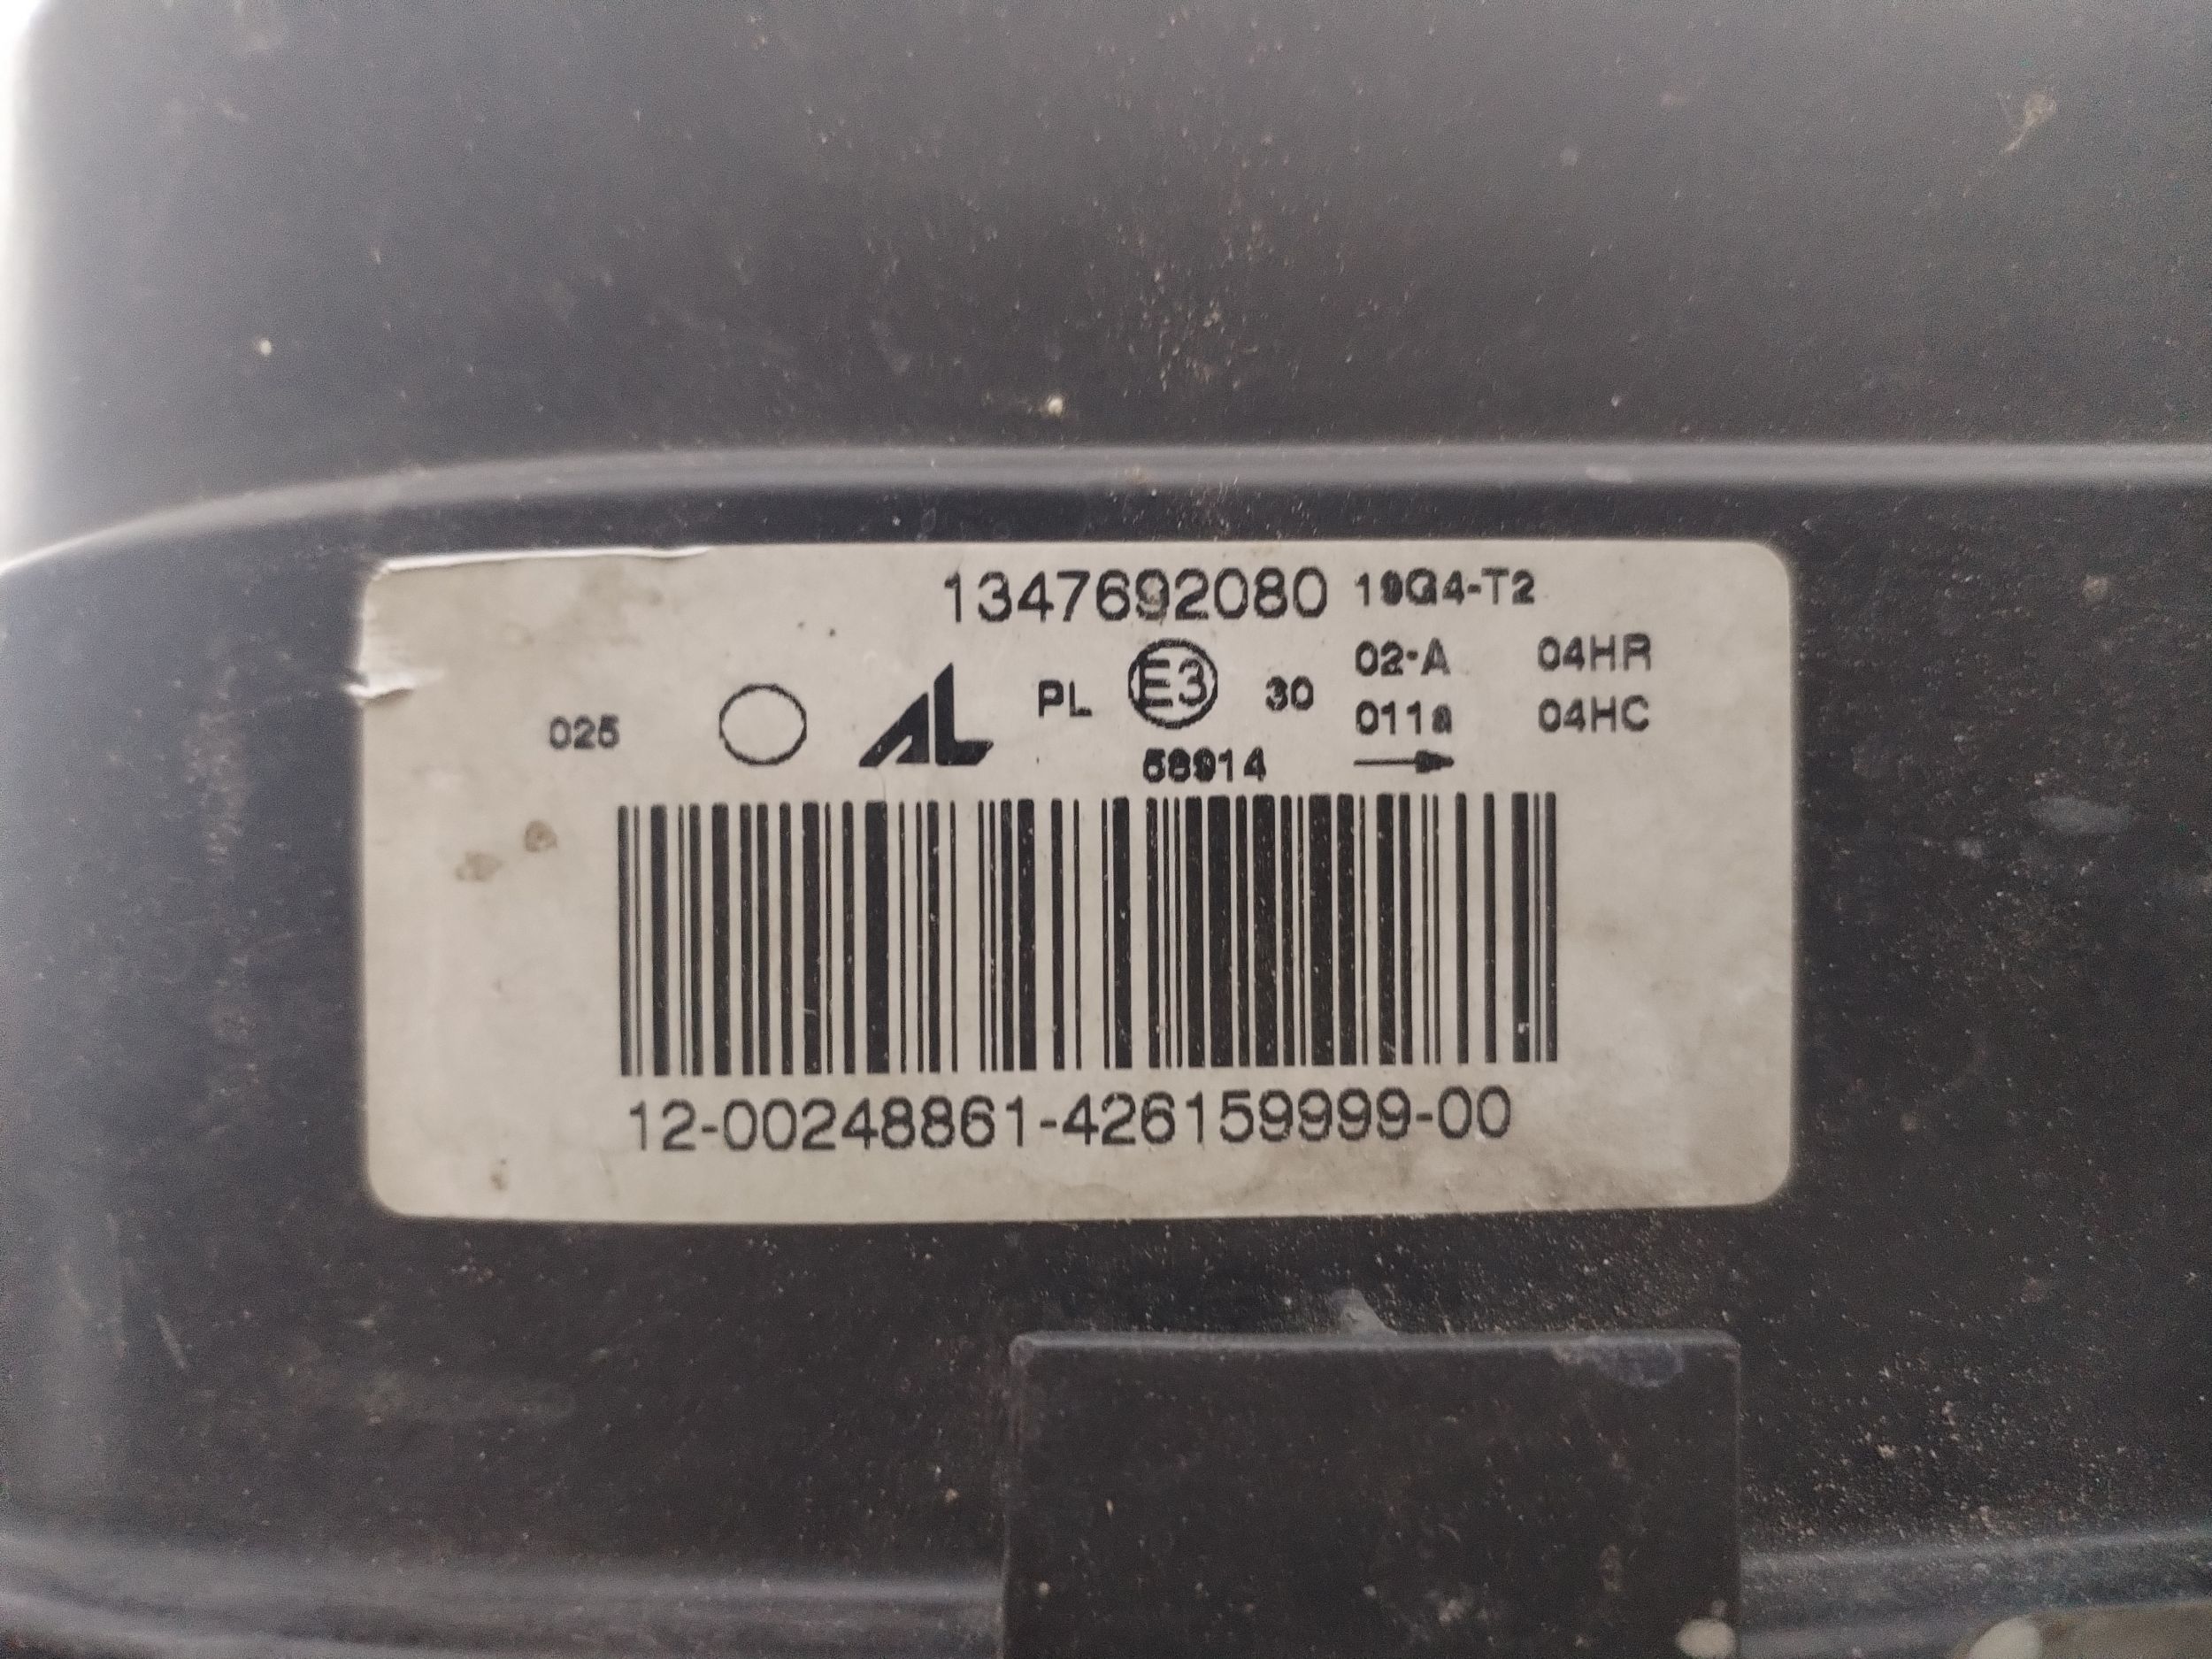 1347692080 19G4-T2
02-A 04HR
025 AL PL E3 30 011a 04HC
58914
12-00248861-426159999-00